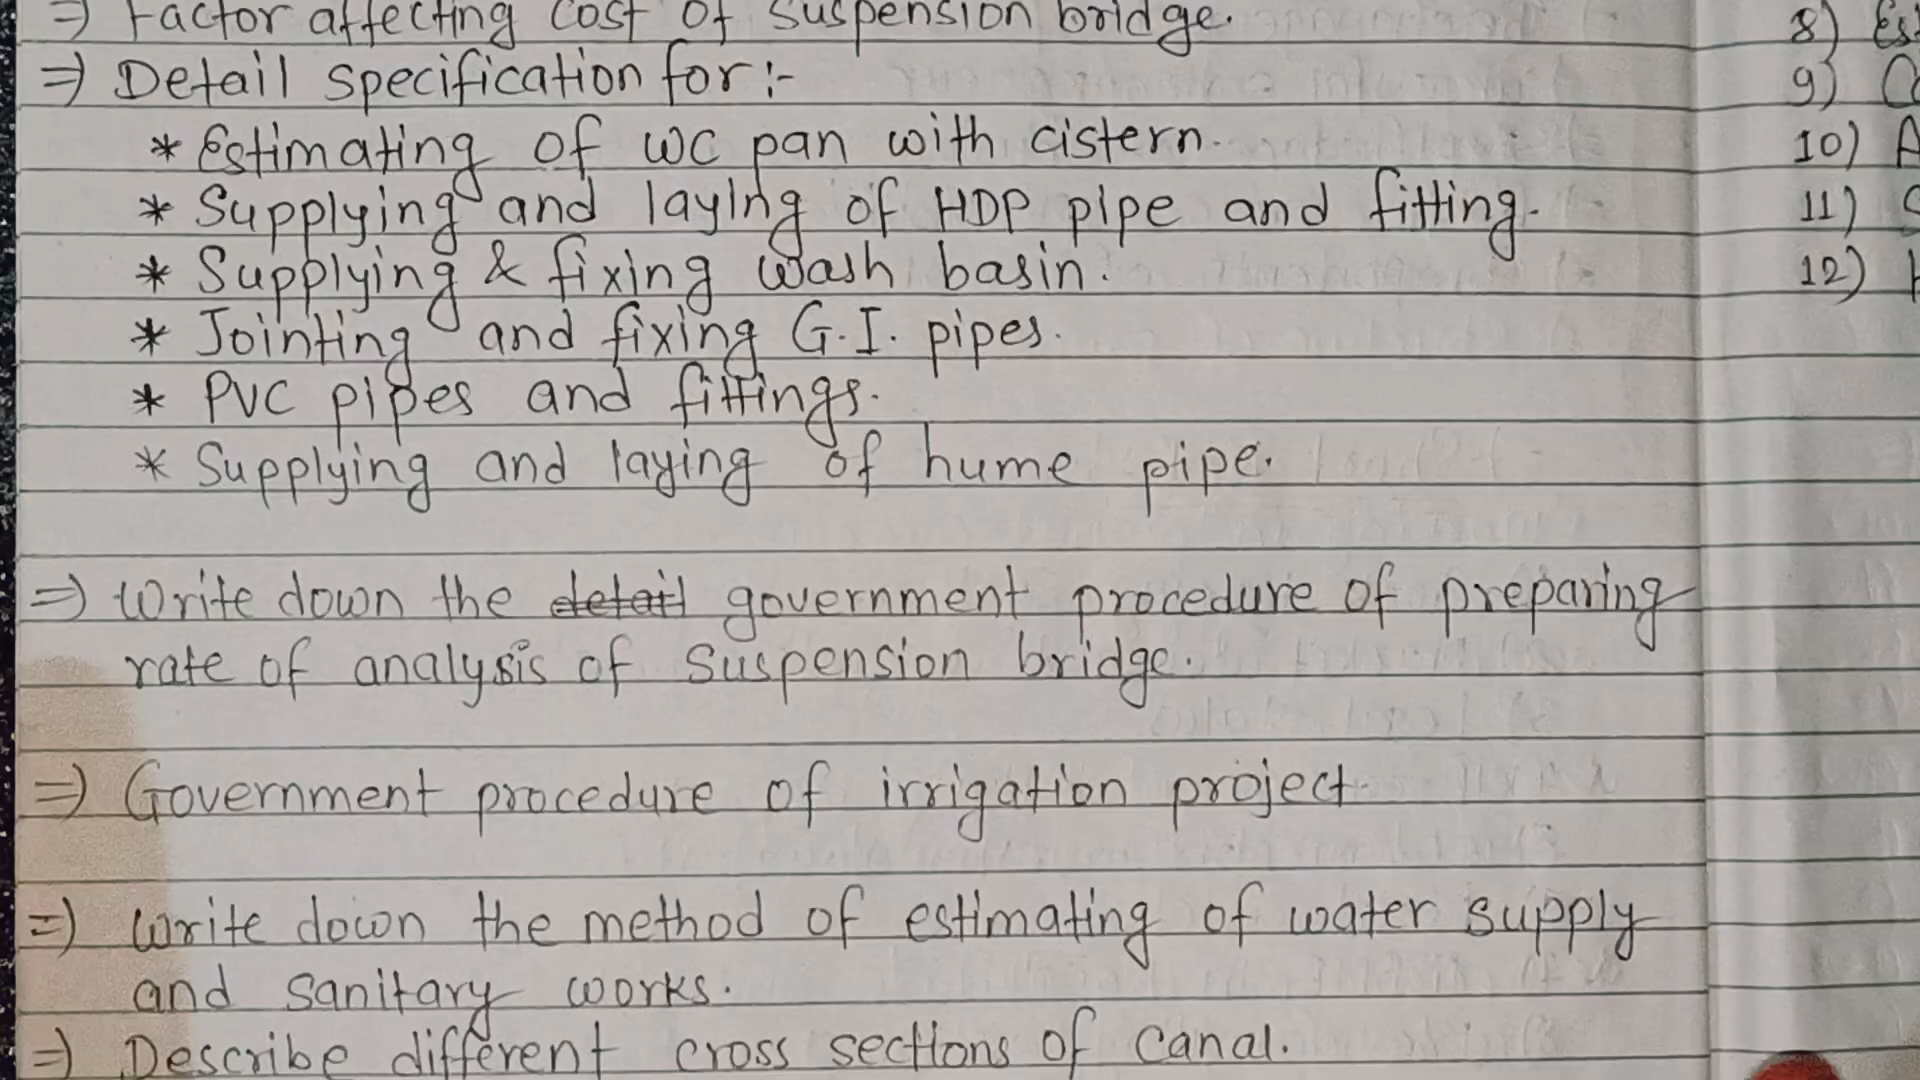 ⇒ Factor affecting cost of suspension bridge.
⇒ Detail specification for :-
* Estimating of WC pan with cistern.
* Supplying and laying of HDP pipe and fitting.
* Supplying & fixing wash basin.
* Jointing and fixing G.I. pipes.
* PVC pipes and fittings.
* Supplying and laying of hume pipe.
⇒ Write down the detail government procedure of preparing
rate of analysis of suspension bridge.
⇒ Government procedure of irrigation project.
⇒ Write down the method of estimating of water supply
and sanitary works.
⇒ Describe different cross sections of canal.
8)
9)
10)
11)
12)